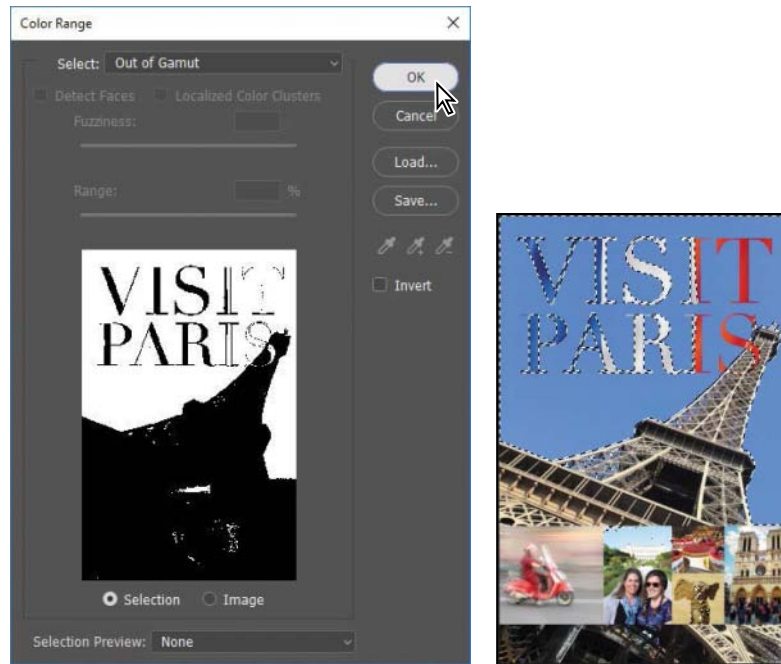 Color Range
Select: Out of Gamut
Detect Faces Localized Color Clusters
Fuzziness:
Range: %
OK
Cancel
Load...
Save...
Invert
VISIT
PARIS
Selection Image
Selection Preview: None
VISIT
PARIS